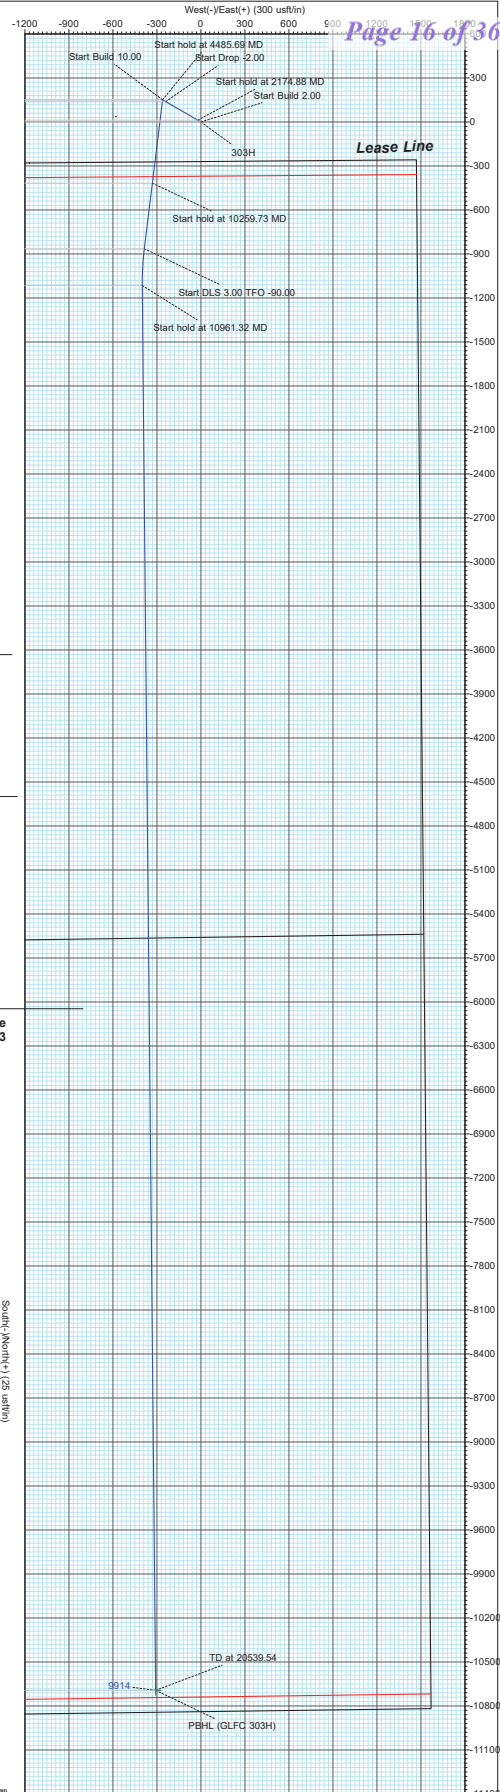 West(-)/East(+) (300 usft/in)
-1200 -900 -600 -300 0 300 600 900 1200 1500 1800
Page 16 of 36
Start hold at 4485.69 MD
Start Build 10.00
Start Drop -2.00
Start hold at 2174.88 MD
Start Build 2.00
303H
Lease Line
Start hold at 10259.73 MD
Start DLS 3.00 TFO -90.00
Start hold at 10961.32 MD
300
0
-300
-600
-900
-1200
-1500
-1800
-2100
-2400
-2700
-3000
-3300
-3600
-3900
-4200
-4500
-4800
-5100
-5400
-5700
-6000
-6300
-6600
-6900
-7200
-7500
-7800
-8100
-8400
-8700
-9000
-9300
-9600
-9900
-10200
-10500
-10800
-11100
e
3
South(-)/North(+) (25 usft/in)
TD at 20539.54
9914
PBHL (GLFC 303H)